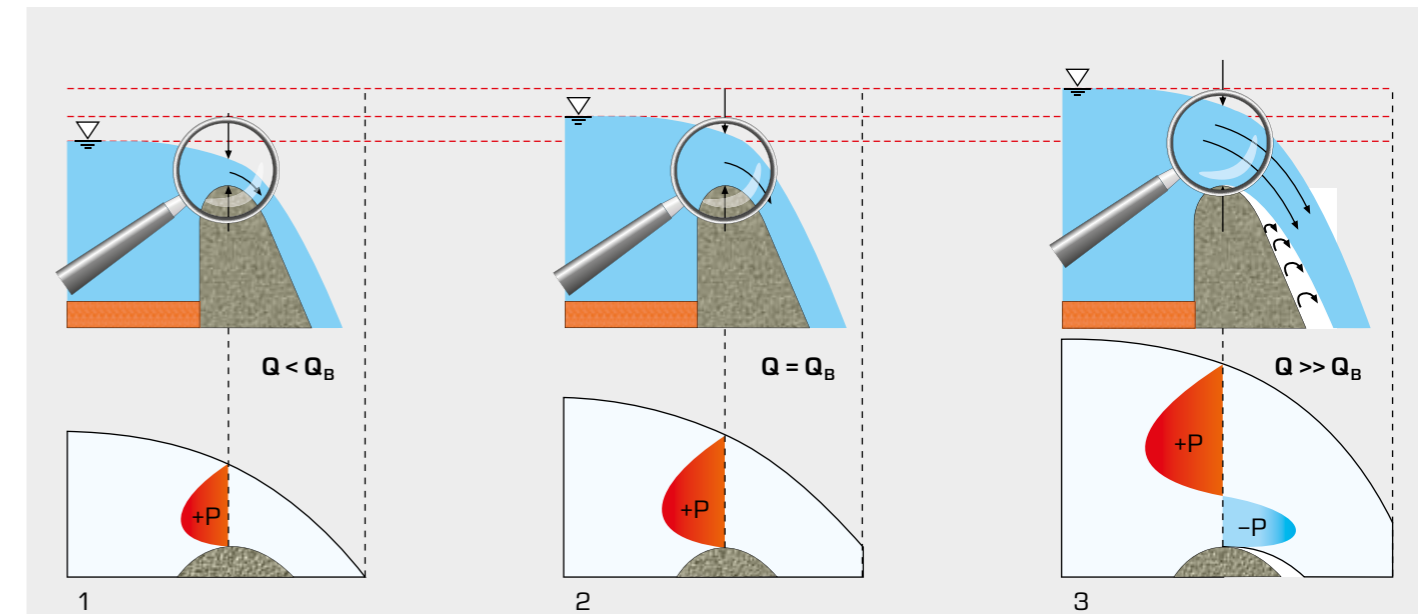 Q < QB
Q = QB
Q >> QB
+P
+P
+P
−P
1
2
3